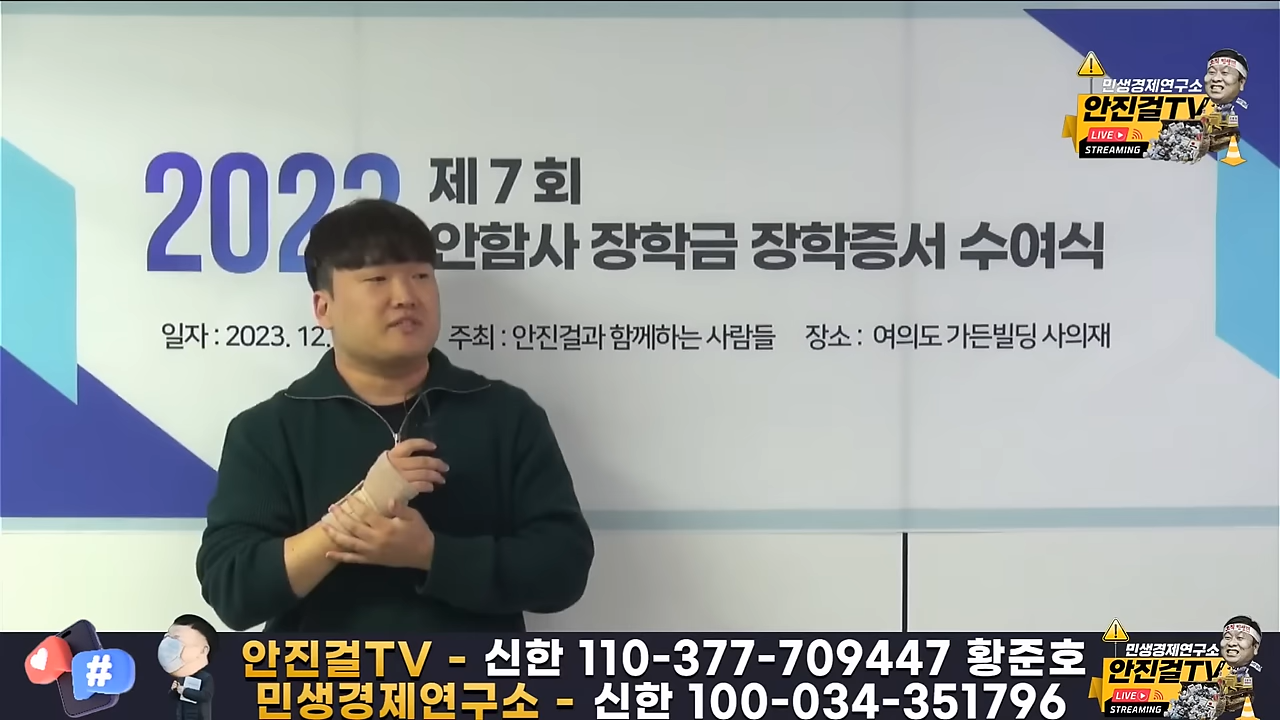 민생경제연구소
안진걸TV
LIVE
STREAMING
202
제7회
안함사 장학금 장학증서 수여식
일자 : 2023. 12.
주최 : 안진걸과 함께하는 사람들
장소 : 여의도 가든빌딩 사의재
#
안진걸TV - 신한 110-377-709447 황준호
민생경제연구소 - 신한 100-034-351796
민생경제연구소
안진걸TV
LIVE
STREAMING